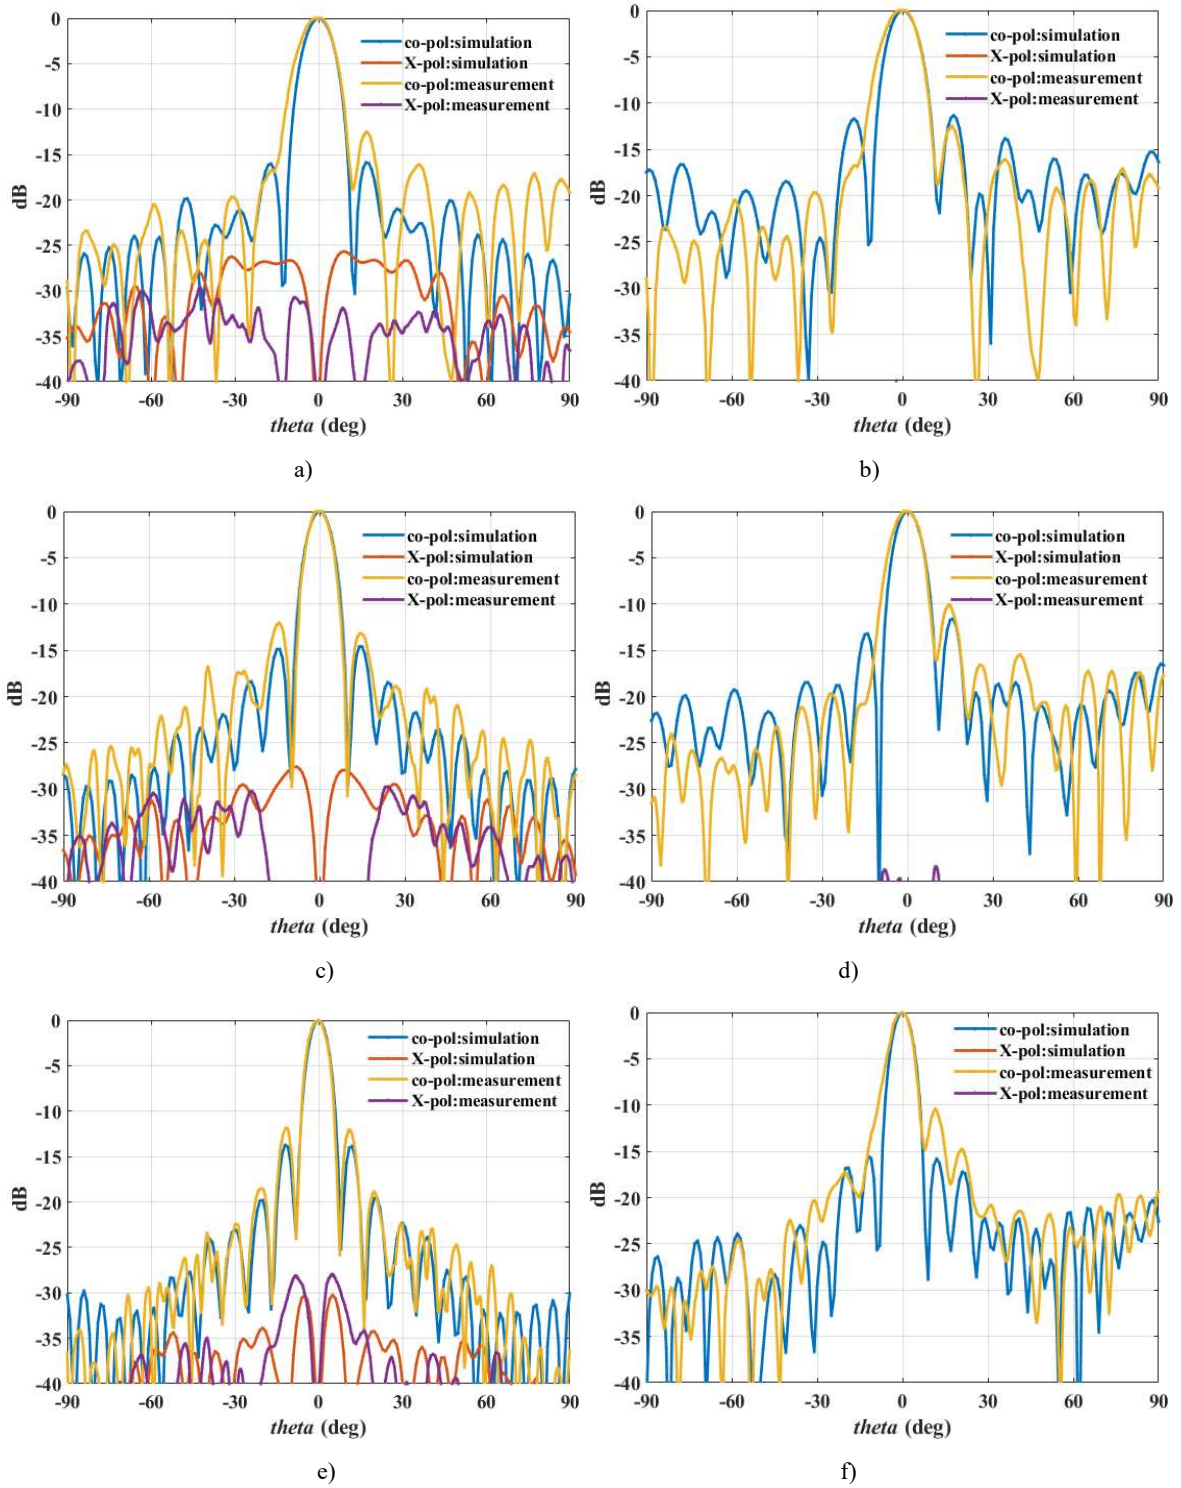 0
-5
-10
-15
-20
-25
-30
-35
-40
dB
co-pol:simulation
X-pol:simulation
co-pol:measurement
X-pol:measurement
-90 -60 -30 0 30 60 90
theta (deg)
a)
0
-5
-10
-15
-20
-25
-30
-35
-40
dB
co-pol:simulation
X-pol:simulation
co-pol:measurement
X-pol:measurement
-90 -60 -30 0 30 60 90
theta (deg)
b)
0
-5
-10
-15
-20
-25
-30
-35
-40
dB
co-pol:simulation
X-pol:simulation
co-pol:measurement
X-pol:measurement
-90 -60 -30 0 30 60 90
theta (deg)
c)
0
-5
-10
-15
-20
-25
-30
-35
-40
dB
co-pol:simulation
X-pol:simulation
co-pol:measurement
X-pol:measurement
-90 -60 -30 0 30 60 90
theta (deg)
d)
0
-5
-10
-15
-20
-25
-30
-35
-40
dB
co-pol:simulation
X-pol:simulation
co-pol:measurement
X-pol:measurement
-90 -60 -30 0 30 60 90
theta (deg)
e)
0
-5
-10
-15
-20
-25
-30
-35
-40
dB
co-pol:simulation
X-pol:simulation
co-pol:measurement
X-pol:measurement
-90 -60 -30 0 30 60 90
theta (deg)
f)